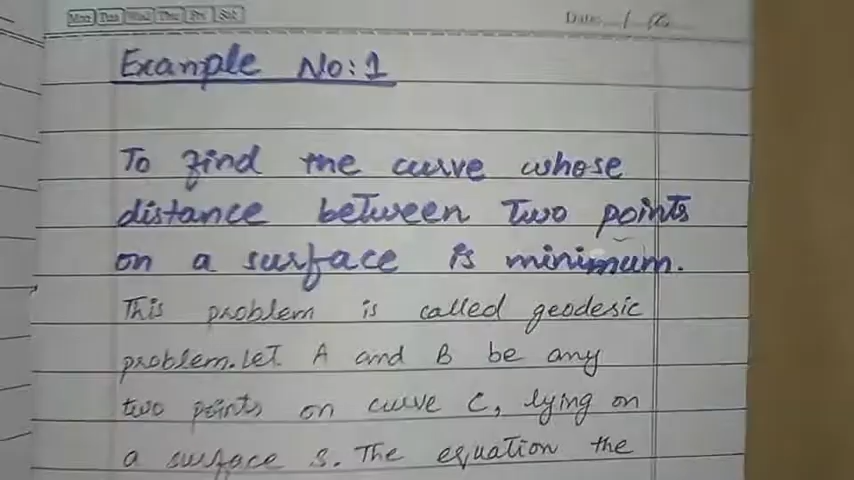 Mon Tue Wed Thu Fri Sat
Date:
Example No:1
To find the curve whose
distance between Two points
on a surface is minimum.
This problem is called geodesic
problem. Let A and B be any
two points on curve C, lying on
a surface S. The equation the